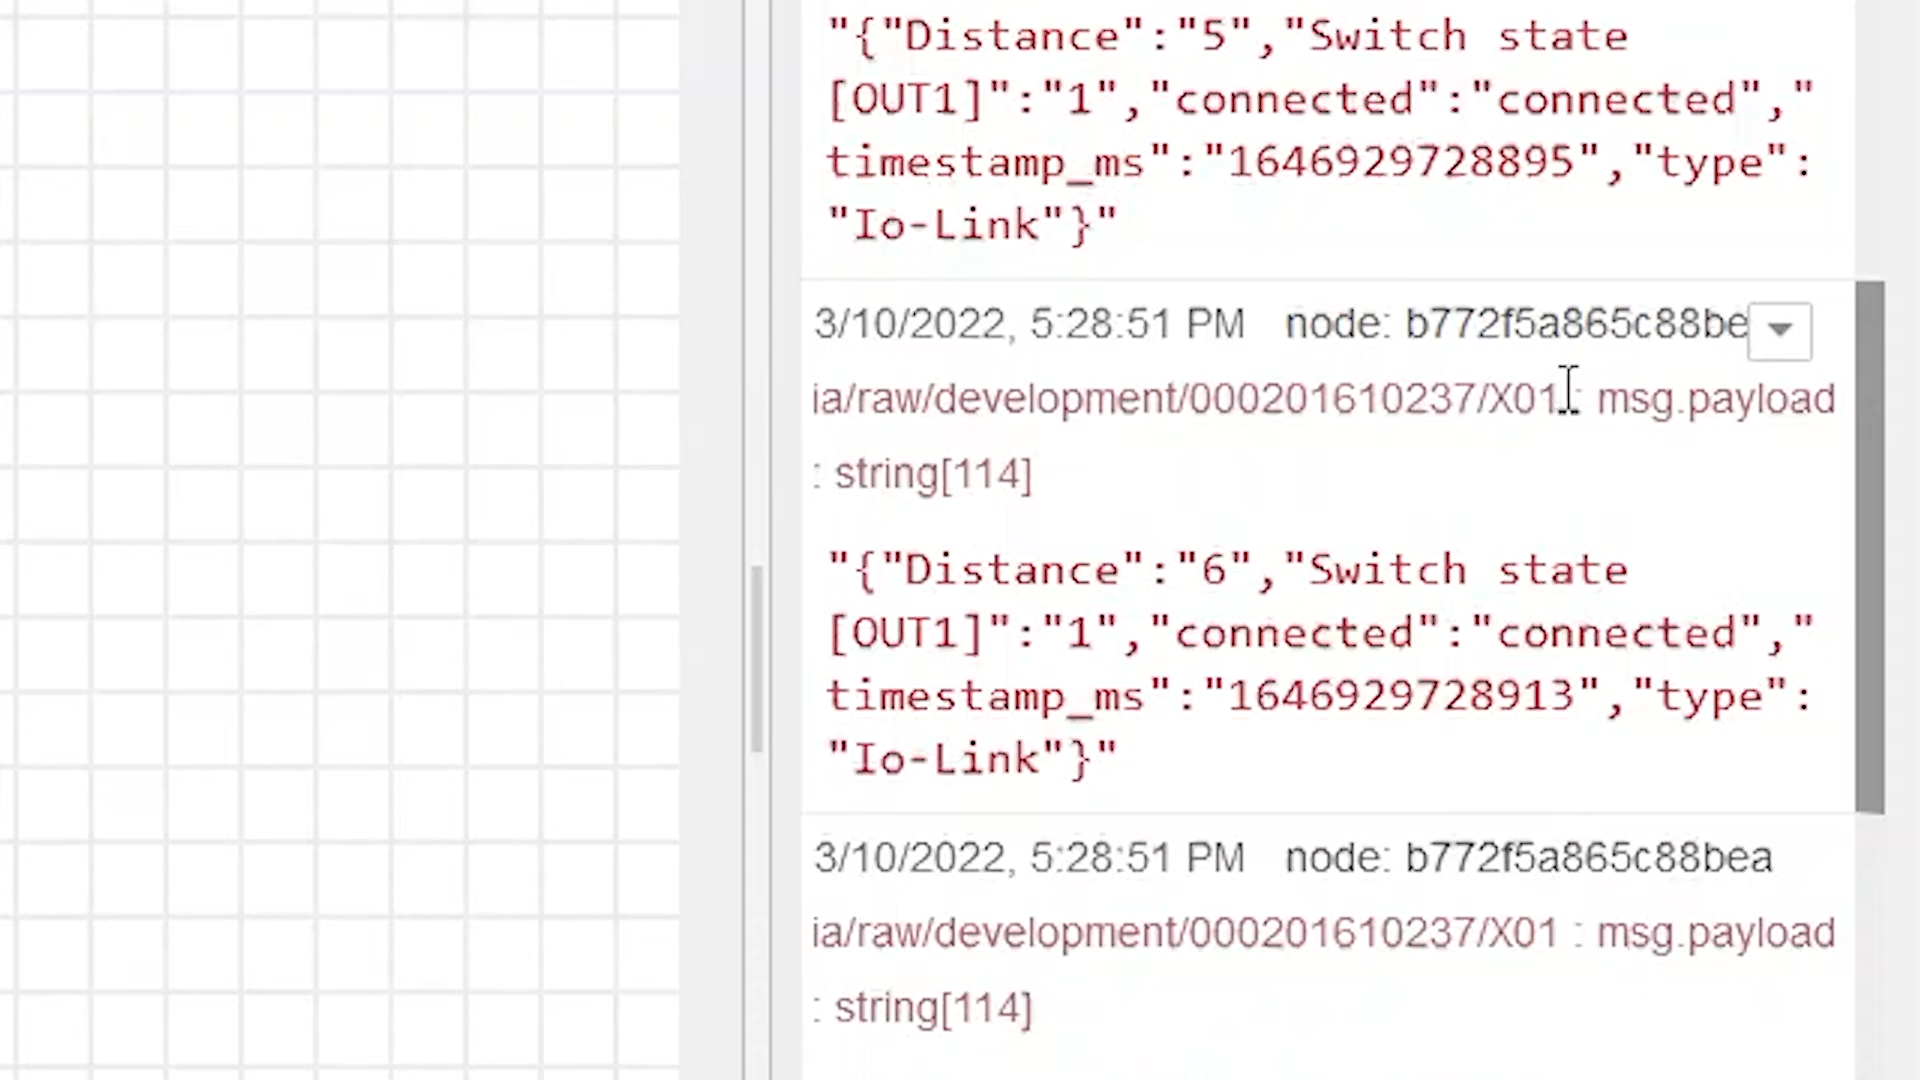 "{"Distance":"5","Switch state
[OUT1]":"1","connected":"connected","
timestamp_ms":"1646929728895","type":
"Io-Link"}"
3/10/2022, 5:28:51 PM node: b772f5a865c88be
ia/raw/development/000201610237/X01 : msg.payload
: string[114]
"{"Distance":"6","Switch state
[OUT1]":"1","connected":"connected","
timestamp_ms":"1646929728913","type":
"Io-Link"}"
3/10/2022, 5:28:51 PM node: b772f5a865c88bea
ia/raw/development/000201610237/X01 : msg.payload
: string[114]